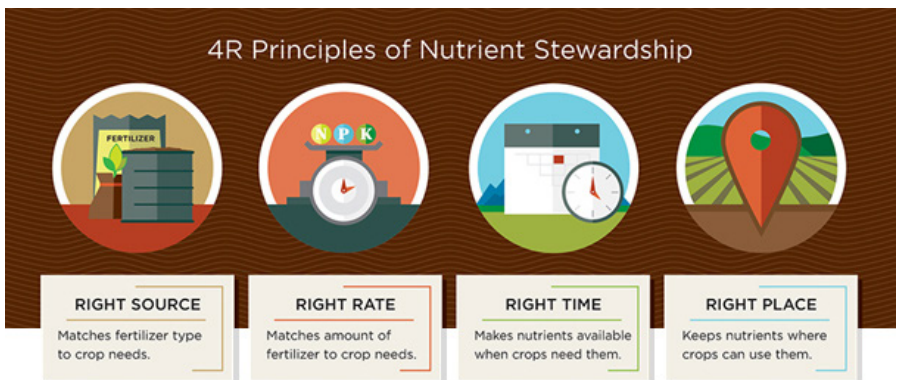 4R Principles of Nutrient Stewardship
FERTILIZER
N P K
RIGHT SOURCE
Matches fertilizer type
to crop needs.
RIGHT RATE
Matches amount of
fertilizer to crop needs.
RIGHT TIME
Makes nutrients available
when crops need them.
RIGHT PLACE
Keeps nutrients where
crops can use them.